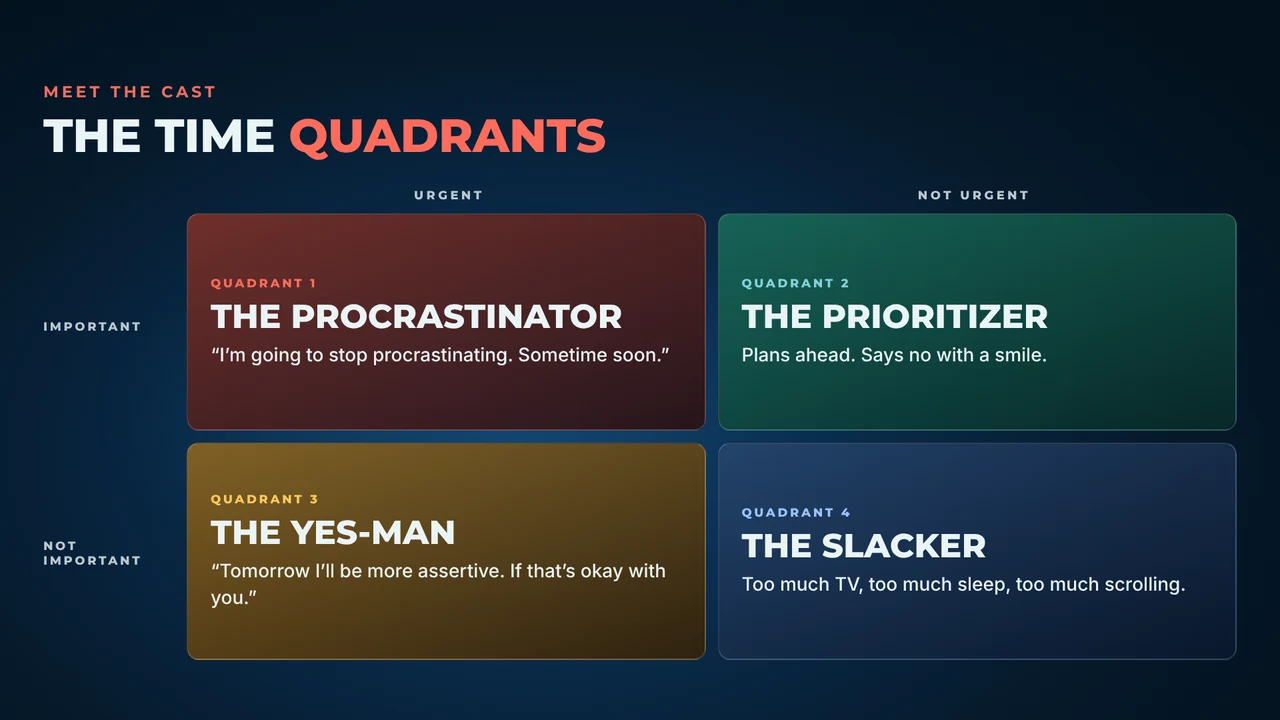 MEET THE CAST
THE TIME QUADRANTS
URGENT
NOT URGENT
IMPORTANT
QUADRANT 1
THE PROCRASTINATOR
“I’m going to stop procrastinating. Sometime soon.”
QUADRANT 2
THE PRIORITIZER
Plans ahead. Says no with a smile.
NOT
IMPORTANT
QUADRANT 3
THE YES-MAN
“Tomorrow I’ll be more assertive. If that’s okay with
you.”
QUADRANT 4
THE SLACKER
Too much TV, too much sleep, too much scrolling.